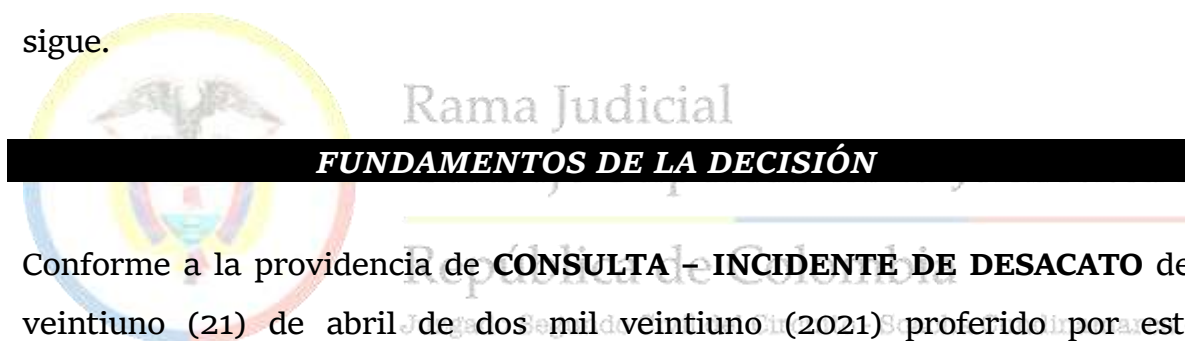 sigue.
Rama Judicial
FUNDAMENTOS DE LA DECISIÓN
República de Colombia
Conforme a la providencia de CONSULTA – INCIDENTE DE DESACATO de
veintiuno (21) de abril de dos mil veintiuno (2021) proferido por est